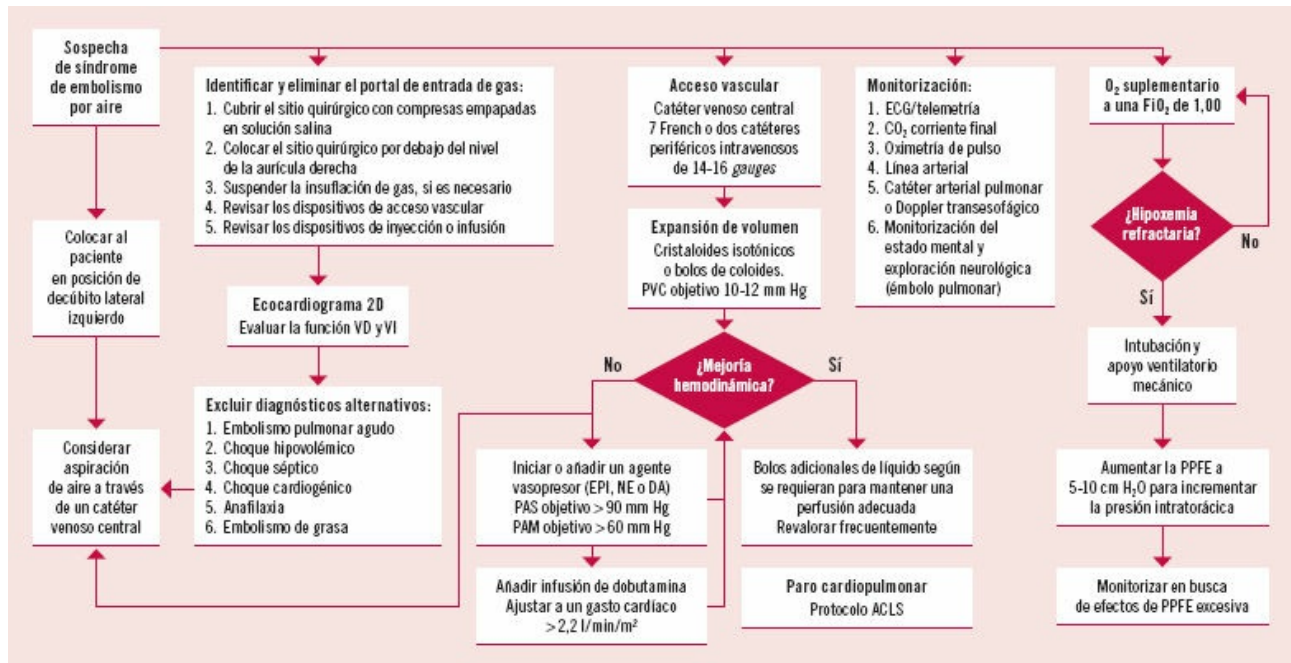 Sospecha
de síndrome
de embolismo
por aire
Colocar al
paciente
en posición de
decúbito lateral
izquierdo
Considerar
aspiración
de aire a través
de un catéter
venoso central
Identificar y eliminar el portal de entrada de gas:
1. Cubrir el sitio quirúrgico con compresas empapadas
en solución salina
2. Colocar el sitio quirúrgico por debajo del nivel
de la aurícula derecha
3. Suspender la insuflación de gas, si es necesario
4. Revisar los dispositivos de acceso vascular
5. Revisar los dispositivos de inyección o infusión
Ecocardiograma 2D
Evaluar la función VD y VI
Excluir diagnósticos alternativos:
1. Embolismo pulmonar agudo
2. Choque hipovolémico
3. Choque séptico
4. Choque cardiogénico
5. Anafilaxia
6. Embolismo de grasa
Acceso vascular
Catéter venoso central
7 French o dos catéteres
periféricos intravenosos
de 14-16 gauges
Expansión de volumen
Cristaloides isotónicos
o bolos de coloides.
PVC objetivo 10-12 mm Hg
¿Mejoría
hemodinámica?
No
Sí
Iniciar o añadir un agente
vasopresor (EPI, NE o DA)
PAS objetivo >90 mm Hg
PAM objetivo >60 mm Hg
Añadir infusión de dobutamina
Ajustar a un gasto cardíaco
>2,2 l/min/m²
Bolos adicionales de líquido según
se requieran para mantener una
perfusión adecuada
Revalorar frecuentemente
Paro cardiopulmonar
Protocolo ACLS
Monitorización:
1. ECG/telemetría
2. CO₂ corriente final
3. Oximetría de pulso
4. Línea arterial
5. Catéter arterial pulmonar
o Doppler transesofágico
6. Monitorización del
estado mental y
exploración neurológica
(émbolo pulmonar)
O₂ suplementario
a una FiO₂ de 1,00
¿Hipoxemia
refractaria?
No
Sí
Intubación y
apoyo ventilatorio
mecánico
Aumentar la PPFE a
5-10 cm H₂O para incrementar
la presión intratorácica
Monitorizar en busca
de efectos de PPFE excesiva